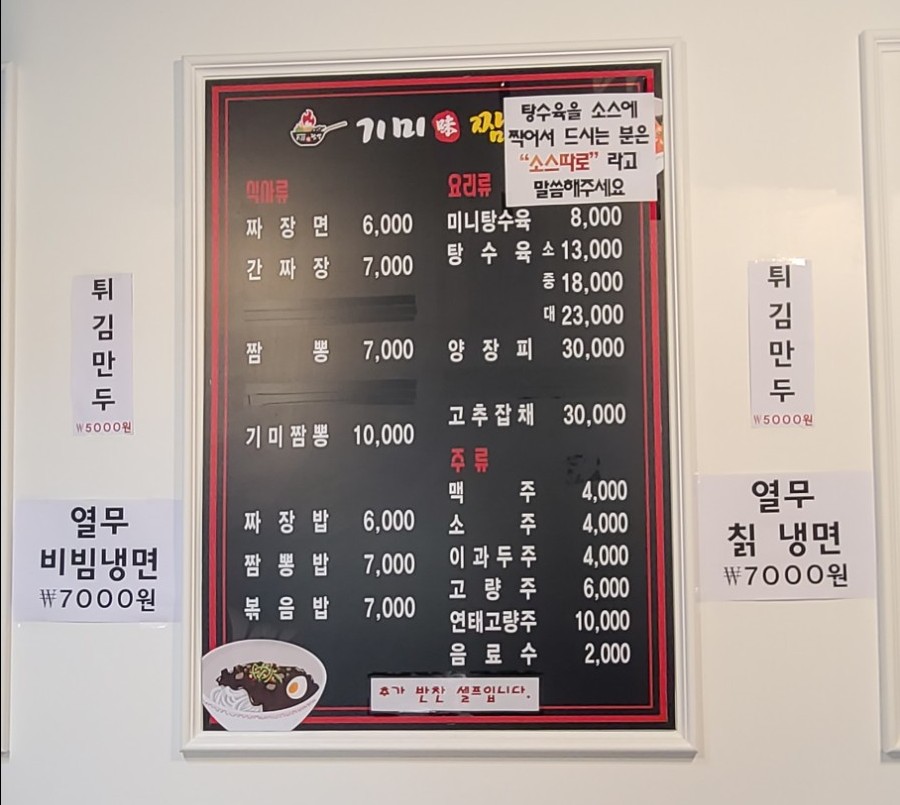 기미味 짬
탕수육을 소스에
찍어서 드시는 분은
“소스따로” 라고
말씀해주세요
식사류
짜장면 6,000
간짜장 7,000
짬뽕 7,000
기미짬뽕 10,000
짜장밥 6,000
짬뽕밥 7,000
볶음밥 7,000
요리류
미니탕수육 8,000
탕수육 소 13,000
중 18,000
대 23,000
양장피 30,000
고추잡채 30,000
주류
맥주 4,000
소주 4,000
이과두주 4,000
고량주 6,000
연태고량주 10,000
음료수 2,000
추가 반찬 셀프입니다.
튀김만두
₩5000원
열무
비빔냉면
₩7000원
튀김만두
₩5000원
열무
칡 냉면
₩7000원